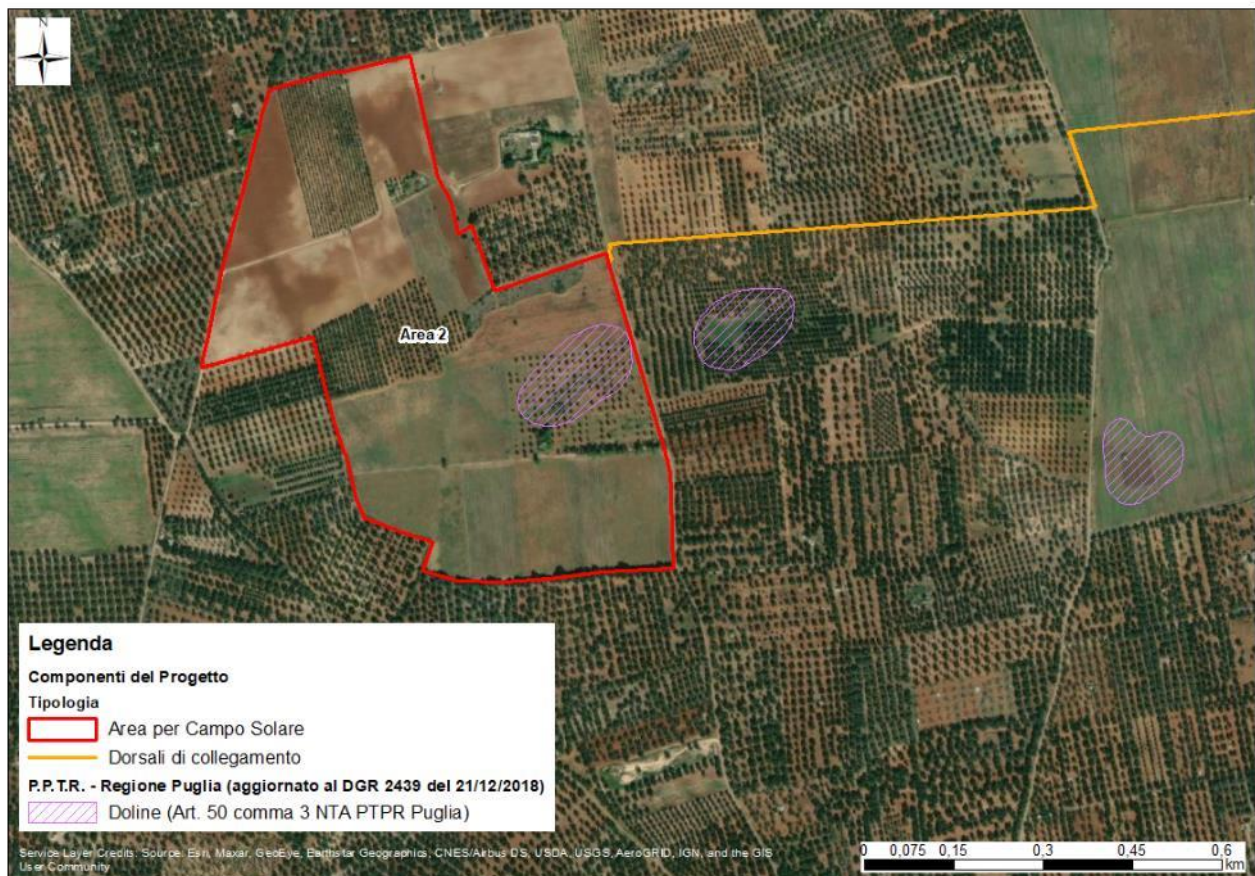 N
Area 2
Legenda
Componenti del Progetto
Tipologia
Area per Campo Solare
Dorsali di collegamento
P.P.T.R. - Regione Puglia (aggiornato al DGR 2439 del 21/12/2018)
Doline (Art. 50 comma 3 NTA PTPR Puglia)
Service Layer Credits: Source: Esri, Maxar, GeoEye, Earthstar Geographics, CNES/Airbus DS, USDA, USGS, AeroGRID, IGN, and the GIS
User Community
0 0,075 0,15 0,3 0,45 0,6
km